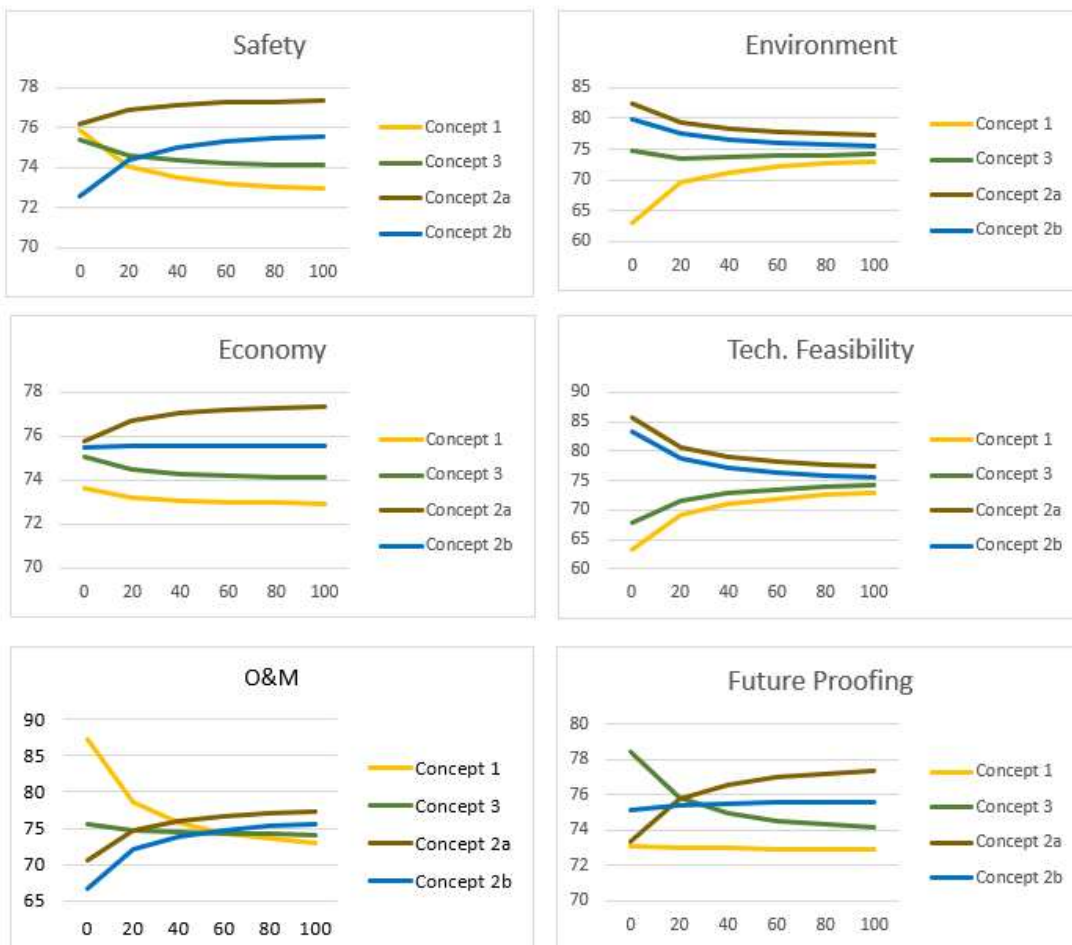 Safety
78
76
74
72
70
0 20 40 60 80 100
Concept 1
Concept 3
Concept 2a
Concept 2b
Environment
85
80
75
70
65
60
0 20 40 60 80 100
Concept 1
Concept 3
Concept 2a
Concept 2b
Economy
78
76
74
72
70
0 20 40 60 80 100
Concept 1
Concept 3
Concept 2a
Concept 2b
Tech. Feasibility
90
85
80
75
70
65
60
0 20 40 60 80 100
Concept 1
Concept 3
Concept 2a
Concept 2b
O&M
90
85
80
75
70
65
0 20 40 60 80 100
Concept 1
Concept 3
Concept 2a
Concept 2b
Future Proofing
80
78
76
74
72
70
0 20 40 60 80 100
Concept 1
Concept 3
Concept 2a
Concept 2b